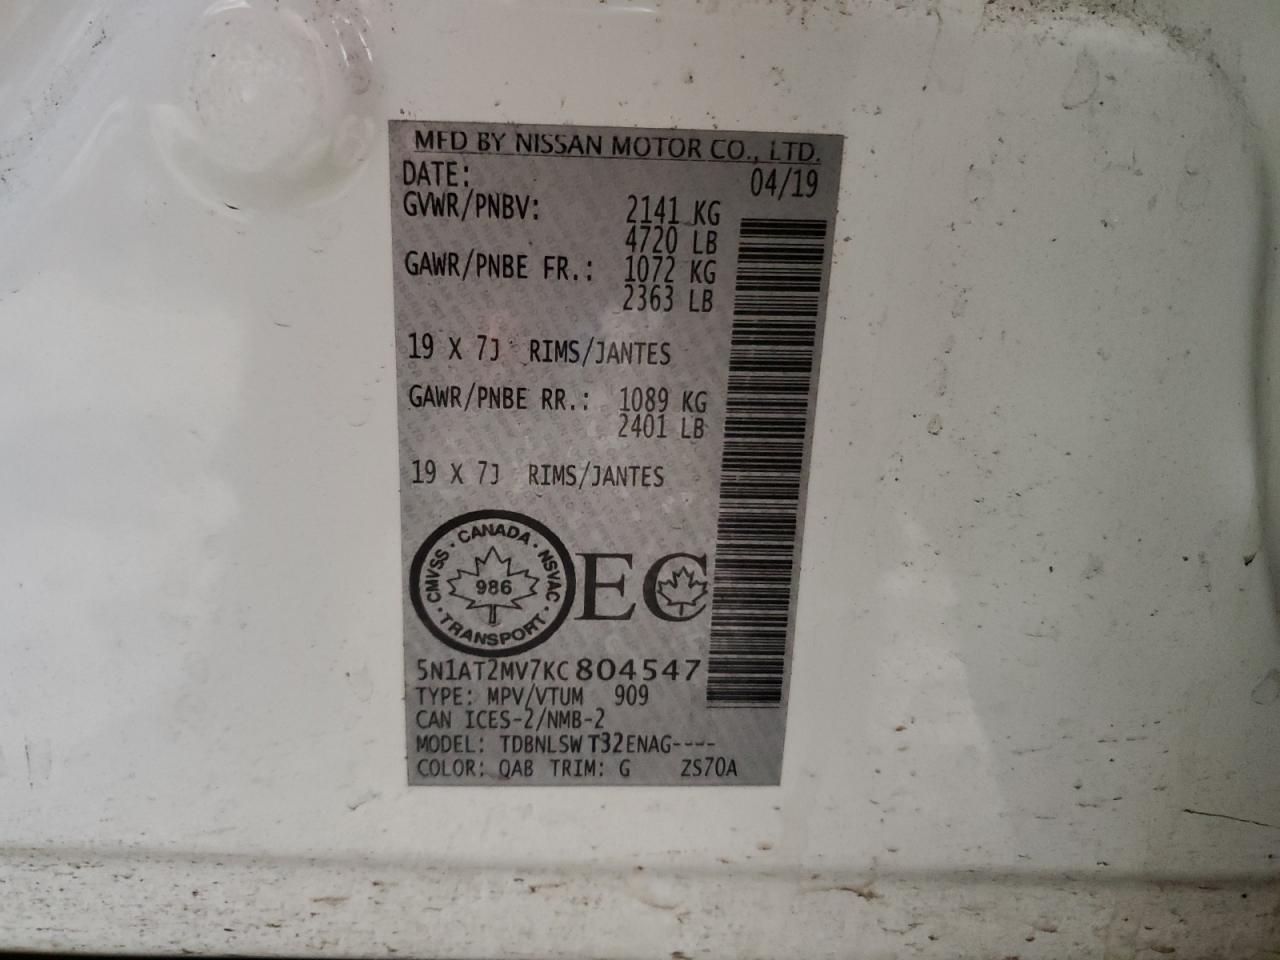 MFD BY NISSAN MOTOR CO., LTD.
DATE: 04/19
GVWR/PNBV: 2141 KG
4720 LB
GAWR/PNBE FR.: 1072 KG
2363 LB
19 X 7J RIMS/JANTES
GAWR/PNBE RR.: 1089 KG
2401 LB
19 X 7J RIMS/JANTES
CMVSS · CANADA · NSVAC · TRANSPORT ·
986
EC
5N1AT2MV7KC804547
TYPE: MPV/VTUM 909
CAN ICES-2/NMB-2
MODEL: TDBNLSWT32ENAG----
COLOR: QAB TRIM: G ZS70A